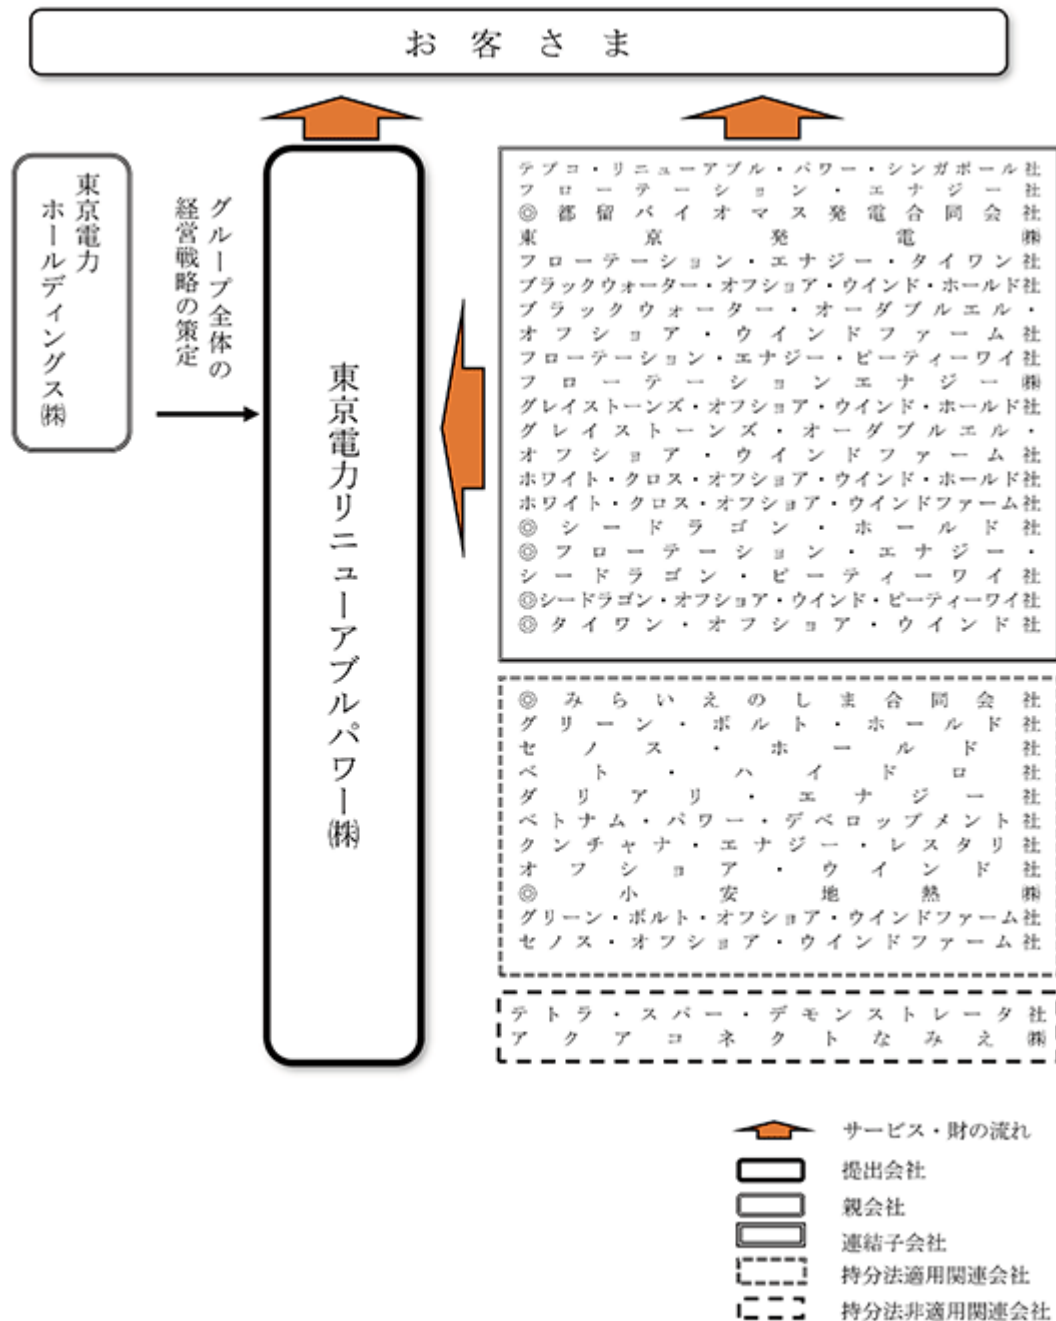 お客さま
東京電力
ホールディングス㈱
グループ全体の
経営戦略の策定
東京電力リニューアブルパワー㈱
テプコ・リニューアブル・パワー・シンガポール社
フローテーション・エナジー社
◎都留バイオマス発電合同会社
東京発電㈱
フローテーション・エナジー・タイワン社
ブラックウォーター・オフショア・ウインド・ホールド社
ブラックウォーター・オーダブルエル・
オフショア・ウインドファーム社
フローテーション・エナジー・ピーティーワイ社
フローテーションエナジー㈱
グレイストーンズ・オフショア・ウインド・ホールド社
グレイストーンズ・オーダブルエル・
オフショア・ウインドファーム社
ホワイト・クロス・オフショア・ウインド・ホールド社
ホワイト・クロス・オフショア・ウインドファーム社
◎シードラゴン・ホールド社
◎フローテーション・エナジー・
シードラゴン・ピーティーワイ社
◎シードラゴン・オフショア・ウインド・ピーティーワイ社
◎タイワン・オフショア・ウインド社
◎みらいえのしま合同会社
グリーン・ボルト・ホールド社
セノス・ホールド社
ベト・ハイドロ社
ダリアリ・エナジー社
ベトナム・パワー・デベロップメント社
クンチャナ・エナジー・レスタリ社
オフショア・ウインド社
◎小安地熱㈱
グリーン・ボルト・オフショア・ウインドファーム社
セノス・オフショア・ウインドファーム社
テトラ・スパー・デモンストレータ社
アクアコネクトなみえ㈱
サービス・財の流れ
提出会社
親会社
連結子会社
持分法適用関連会社
持分法非適用関連会社